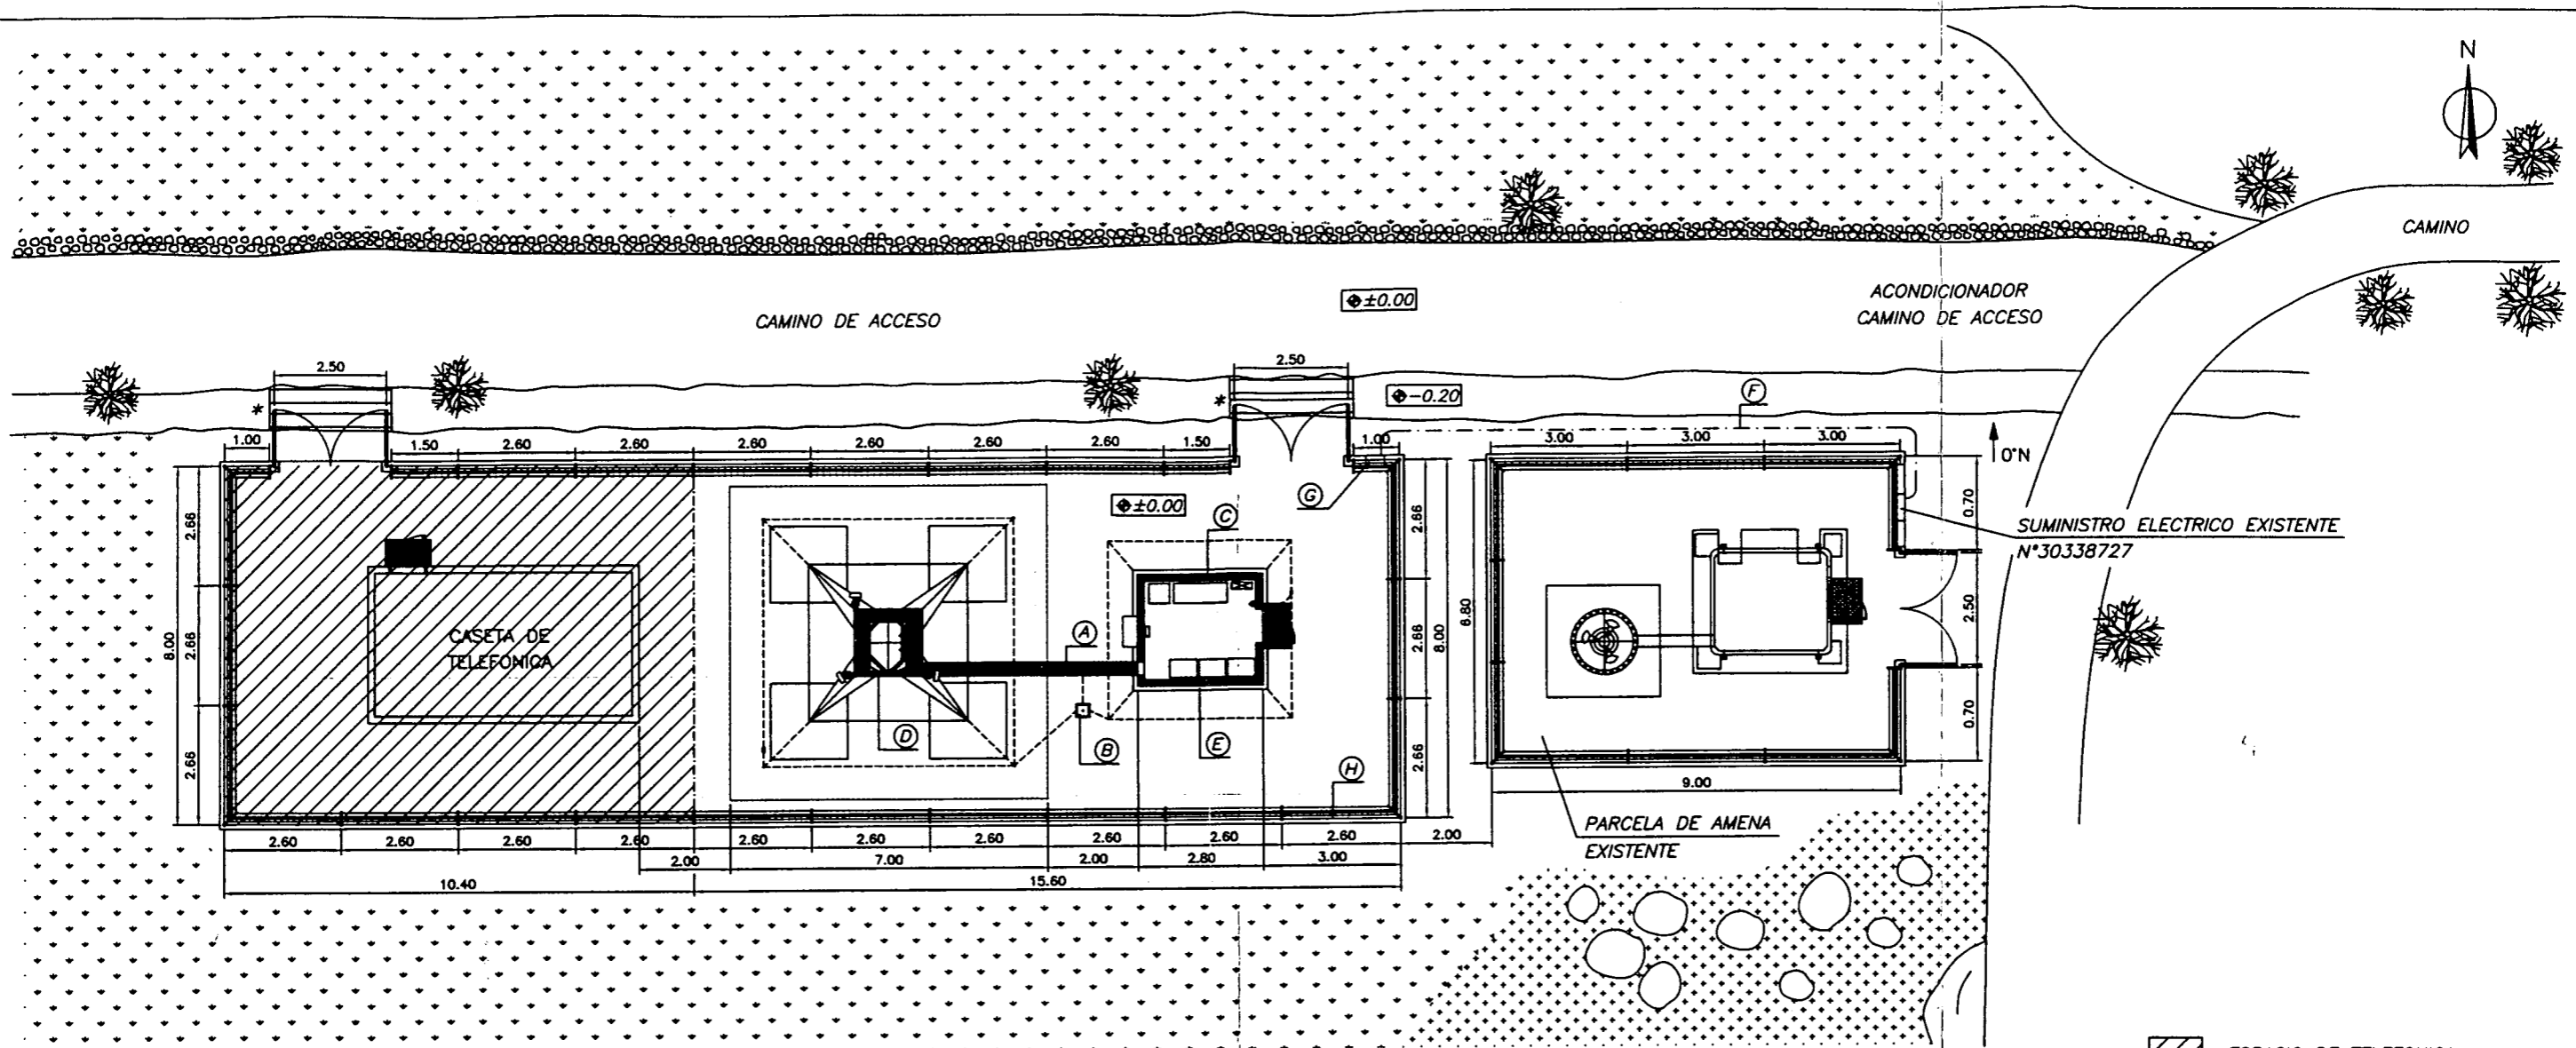 N
CAMINO
⌖±0.00
ACONDICIONADOR
CAMINO DE ACCESO
CAMINO DE ACCESO
2.50
2.50
*
*
⌖-0.20
F
1.00
1.50
2.60
2.60
2.60
2.60
2.60
2.60
1.50
1.00
3.00
3.00
3.00
0°N
G
⌖±0.00
C
2.66
2.66
2.66
8.00
2.66
2.66
2.66
8.00
6.80
0.70
2.50
0.70
SUMINISTRO ELECTRICO EXISTENTE
N°30338727
CASETA DE
TELEFONICA
A
D
B
E
H
9.00
PARCELA DE AMENA
EXISTENTE
2.60
2.60
2.60
2.60
2.60
2.60
2.60
2.60
2.60
2.60
2.00
2.00
7.00
2.00
2.80
3.00
10.40
15.60
ESPACIO DE TELEFONICA